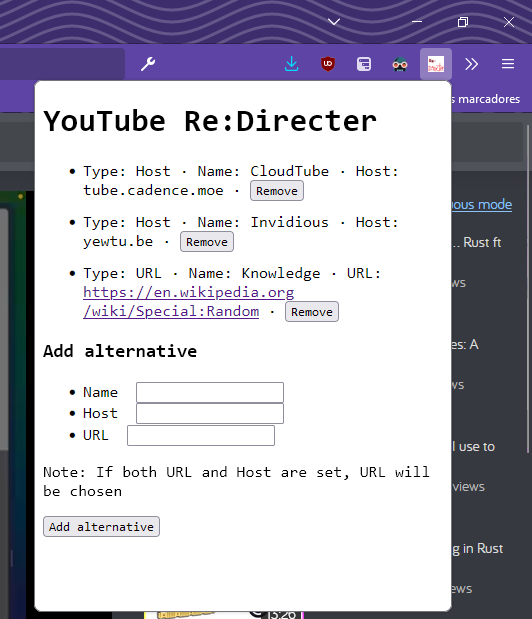 s marcadores
YouTube Re:Directer
Type: Host · Name: CloudTube · Host:
tube.cadence.moe · Remove
Type: Host · Name: Invidious · Host:
yewtu.be · Remove
Type: URL · Name: Knowledge · URL:
https://en.wikipedia.org
/wiki/Special:Random · Remove
Add alternative
Name
Host
URL
Note: If both URL and Host are set, URL will
be chosen
Add alternative
ous mode
.. Rust ft
ws
es: A
ws
l use to
views
g in Rust
ews